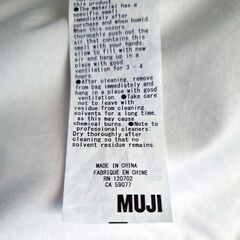 this product
●The material has a
specific smell
immediately after
purchase and when humid
When this occurs,
thoroughly push out the
air that contains this
smell with your hands,
allow it to refill with
new air and hang up in a
place with good
ventilation for 3 - 4
hours.
●After cleaning, remove
from bag immediately and
hang in a place with good
ventilation. ●Take care
not to leave with
residue from cleaning
solvents for a long time,
as this may cause
chemical burns. ●Note to
professional cleaners:
Dry thoroughly after
cleaning so that no
solvent residue remains.
MADE IN CHINA
FABRIQUÉ EN CHINE
RN 120702
CA 59077
MUJI